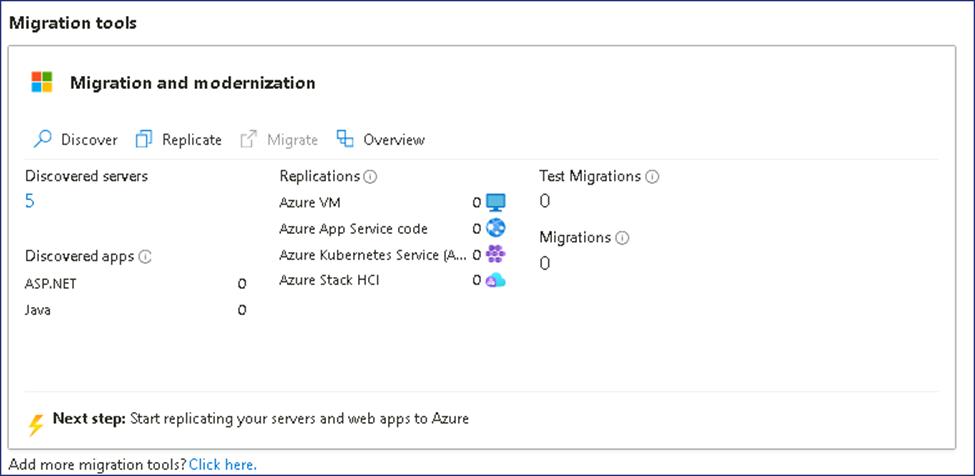 Migration tools
Migration and modernization
Discover Replicate Migrate Overview
Discovered servers
5
Discovered apps
ASP.NET 0
Java 0
Replications
Azure VM 0
Azure App Service code 0
Azure Kubernetes Service (A... 0
Azure Stack HCI 0
Test Migrations
0
Migrations
0
Next step: Start replicating your servers and web apps to Azure
Add more migration tools? Click here.